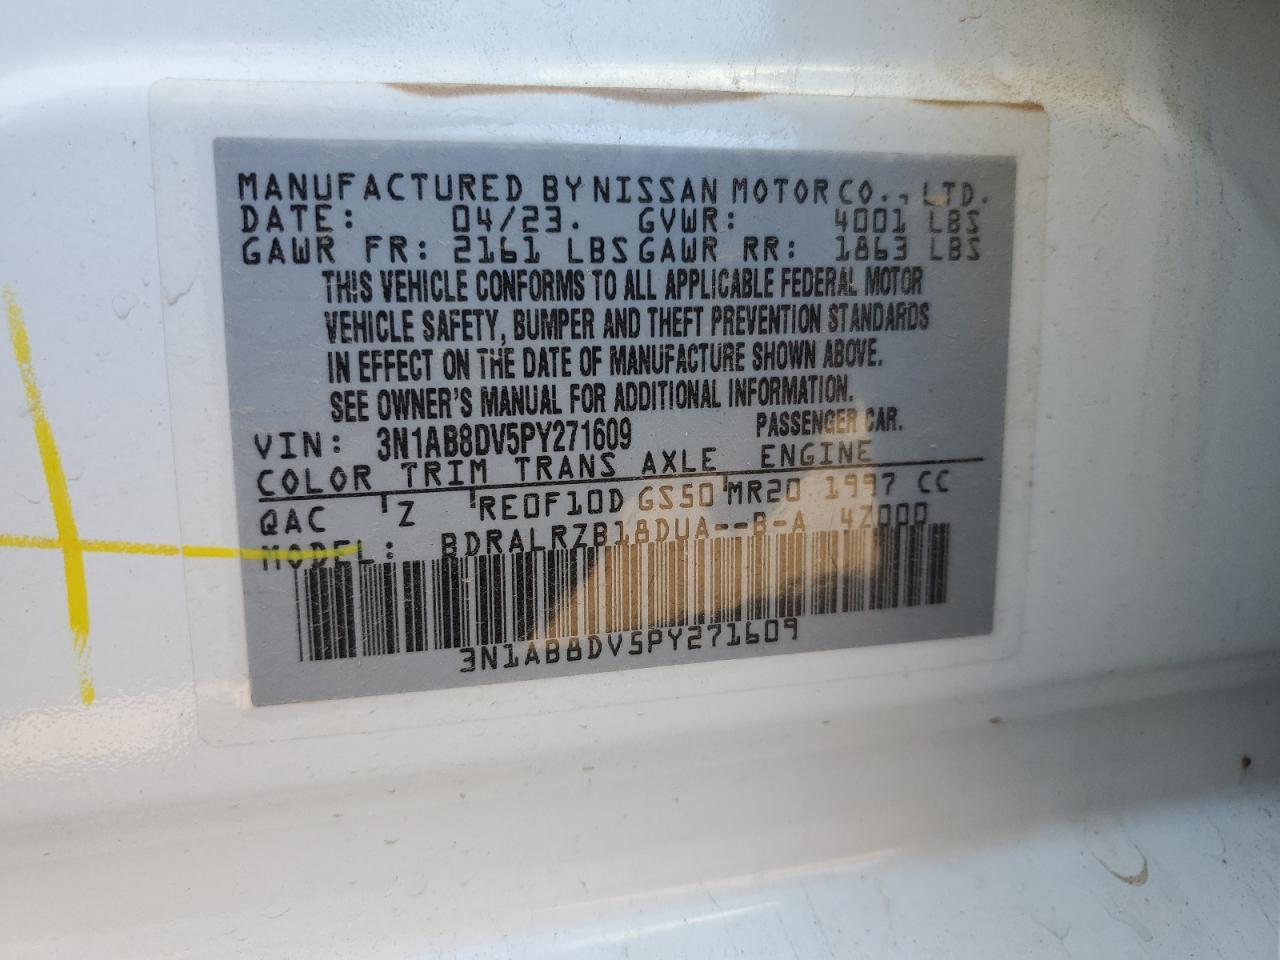 MANUFACTURED BY NISSAN MOTOR CO., LTD.
DATE: 04/23. GVWR: 4001 LBS
GAWR FR: 2161 LBS GAWR RR: 1863 LBS
THIS VEHICLE CONFORMS TO ALL APPLICABLE FEDERAL MOTOR
VEHICLE SAFETY, BUMPER AND THEFT PREVENTION STANDARDS
IN EFFECT ON THE DATE OF MANUFACTURE SHOWN ABOVE.
SEE OWNER'S MANUAL FOR ADDITIONAL INFORMATION.
VIN: 3N1AB8DV5PY271609 PASSENGER CAR.
COLOR TRIM TRANS AXLE ENGINE
QAC Z RE0F10D GS50 MR20 1997 CC
MODEL: BDRALRZB18DUA--B-A 4Z000
3N1AB8DV5PY271609